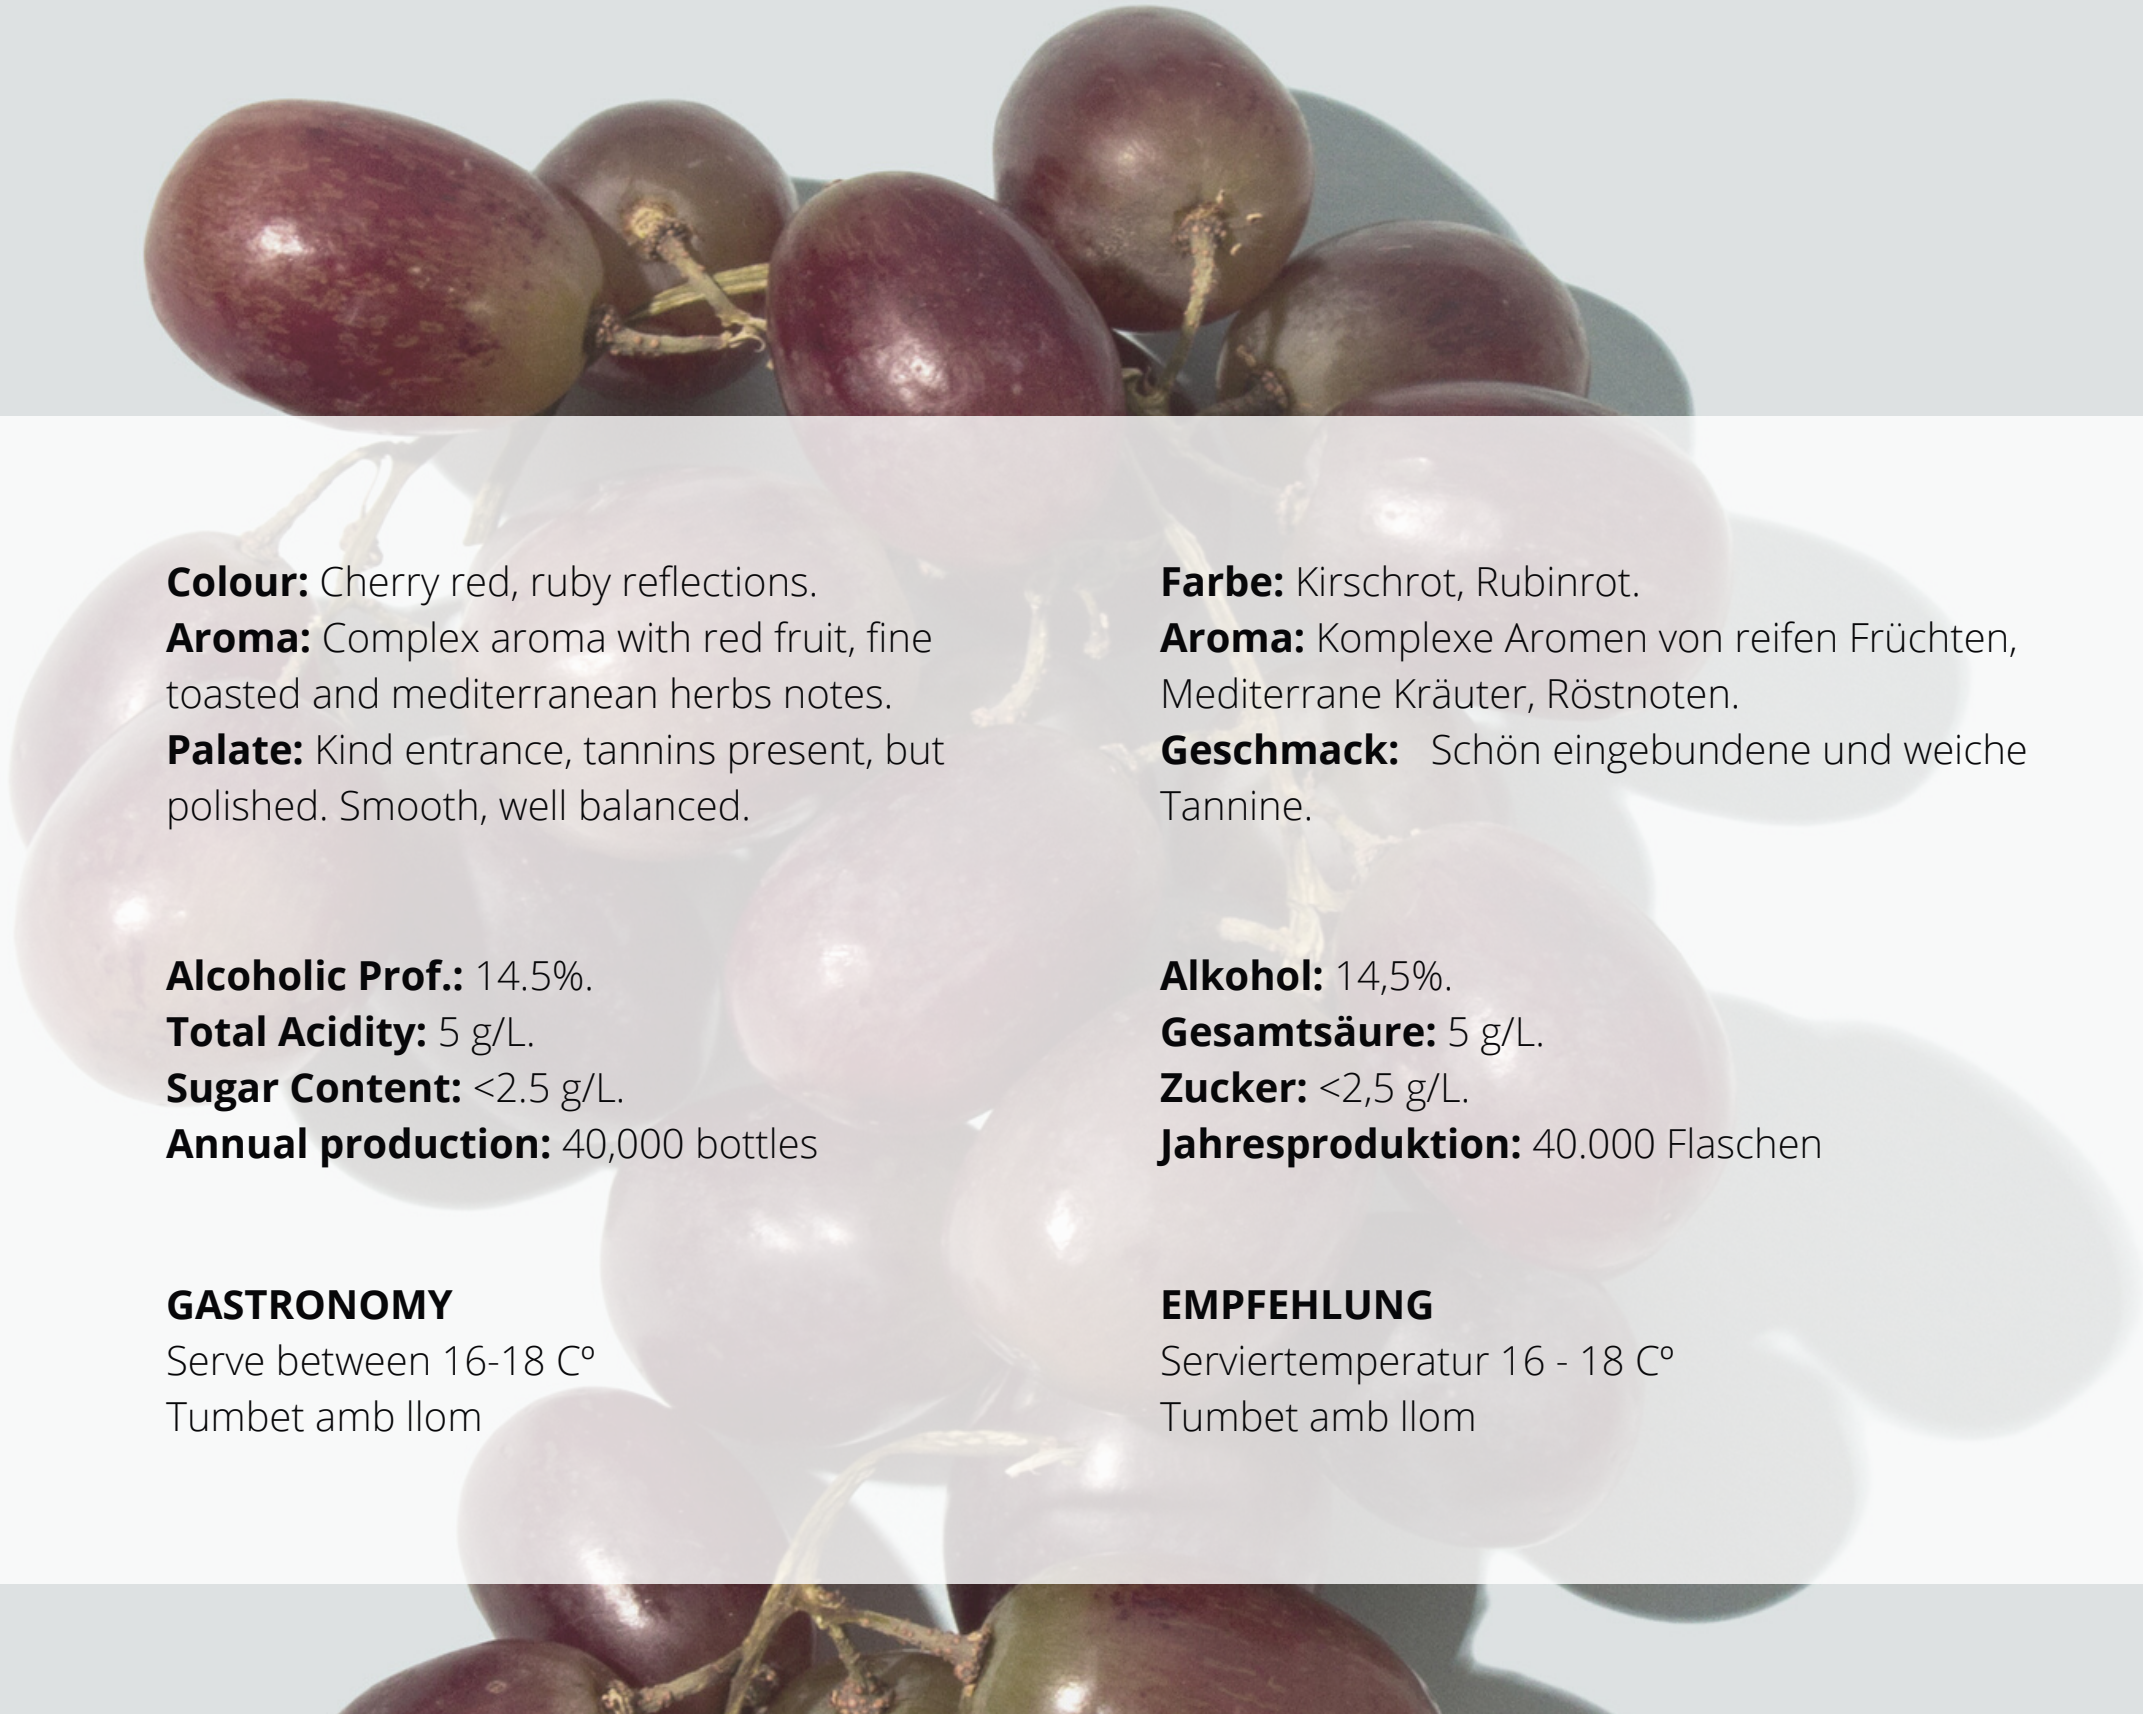 Colour: Cherry red, ruby reflections.
Aroma: Complex aroma with red fruit, fine
toasted and mediterranean herbs notes.
Palate: Kind entrance, tannins present, but
polished. Smooth, well balanced.
Alcoholic Prof.: 14.5%.
Total Acidity: 5 g/L.
Sugar Content: <2.5 g/L.
Annual production: 40,000 bottles
GASTRONOMY
Serve between 16-18 Cº
Tumbet amb llom
Farbe: Kirschrot, Rubinrot.
Aroma: Komplexe Aromen von reifen Früchten,
Mediterrane Kräuter, Röstnoten.
Geschmack: Schön eingebundene und weiche
Tannine.
Alkohol: 14,5%.
Gesamtsäure: 5 g/L.
Zucker: <2,5 g/L.
Jahresproduktion: 40.000 Flaschen
EMPFEHLUNG
Serviertemperatur 16 - 18 Cº
Tumbet amb llom